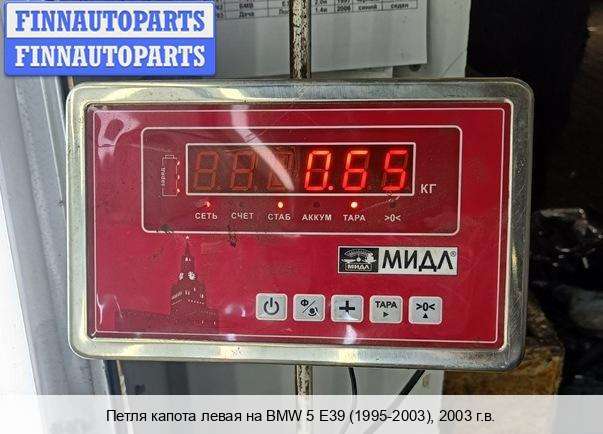 FINNAUTOPARTS
FINNAUTOPARTS
0.65
КГ
СЕТЬ СЧЕТ СТАБ АККУМ ТАРА >0<
МИДЛ
МИДЛ®
Ф/
ТАРА >0<
Петля капота левая на BMW 5 E39 (1995-2003), 2003 г.в.